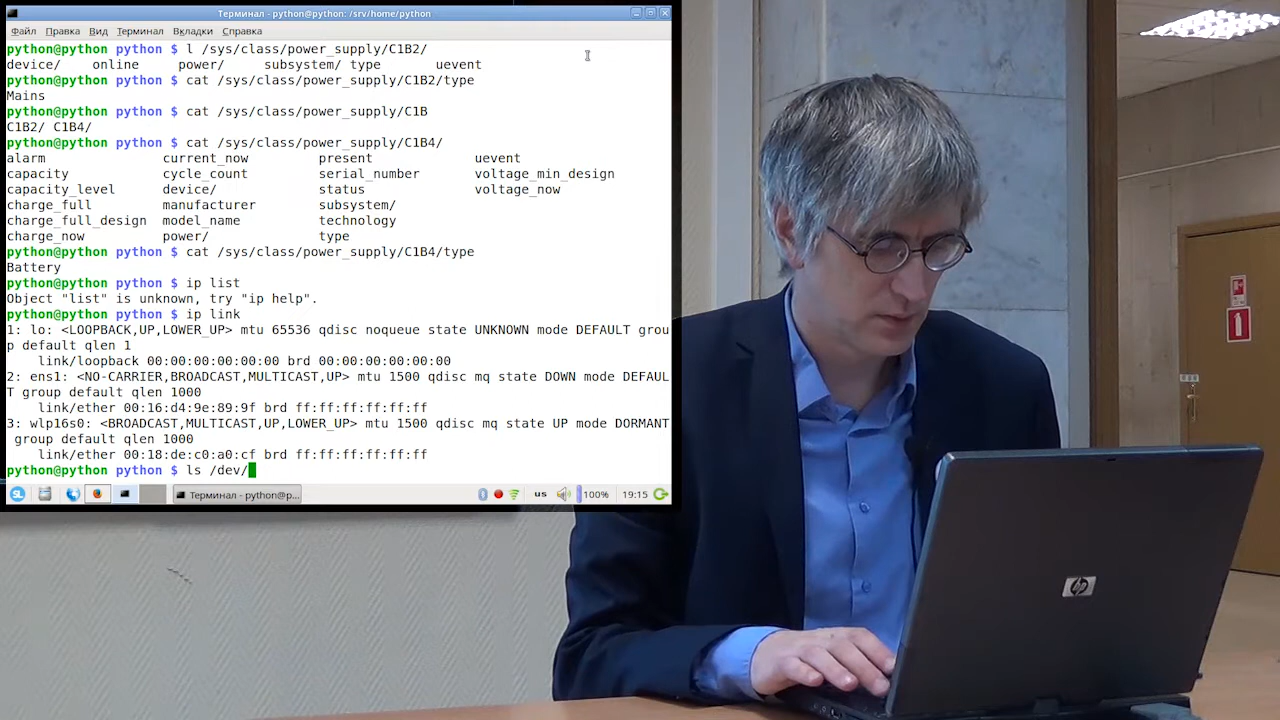 Терминал - python@python: /srv/home/python
Файл Правка Вид Терминал Вкладки Справка
python@python python $ l /sys/class/power_supply/C1B2/
device/ online power/ subsystem/ type uevent
python@python python $ cat /sys/class/power_supply/C1B2/type
Mains
python@python python $ cat /sys/class/power_supply/C1B
C1B2/ C1B4/
python@python python $ cat /sys/class/power_supply/C1B4/
alarm current_now present uevent
capacity cycle_count serial_number voltage_min_design
capacity_level device/ status voltage_now
charge_full manufacturer subsystem/
charge_full_design model_name technology
charge_now power/ type
python@python python $ cat /sys/class/power_supply/C1B4/type
Battery
python@python python $ ip list
Object "list" is unknown, try "ip help".
python@python python $ ip link
1: lo: <LOOPBACK,UP,LOWER_UP> mtu 65536 qdisc noqueue state UNKNOWN mode DEFAULT grou
p default qlen 1
link/loopback 00:00:00:00:00:00 brd 00:00:00:00:00:00
2: ens1: <NO-CARRIER,BROADCAST,MULTICAST,UP> mtu 1500 qdisc mq state DOWN mode DEFAUL
T group default qlen 1000
link/ether 00:16:d4:9e:89:9f brd ff:ff:ff:ff:ff:ff
3: wlp16s0: <BROADCAST,MULTICAST,UP,LOWER_UP> mtu 1500 qdisc mq state UP mode DORMANT
group default qlen 1000
link/ether 00:18:de:c0:a0:cf brd ff:ff:ff:ff:ff:ff
python@python python $ ls /dev/
SL Терминал - python@p... us 100% 19:15
hp